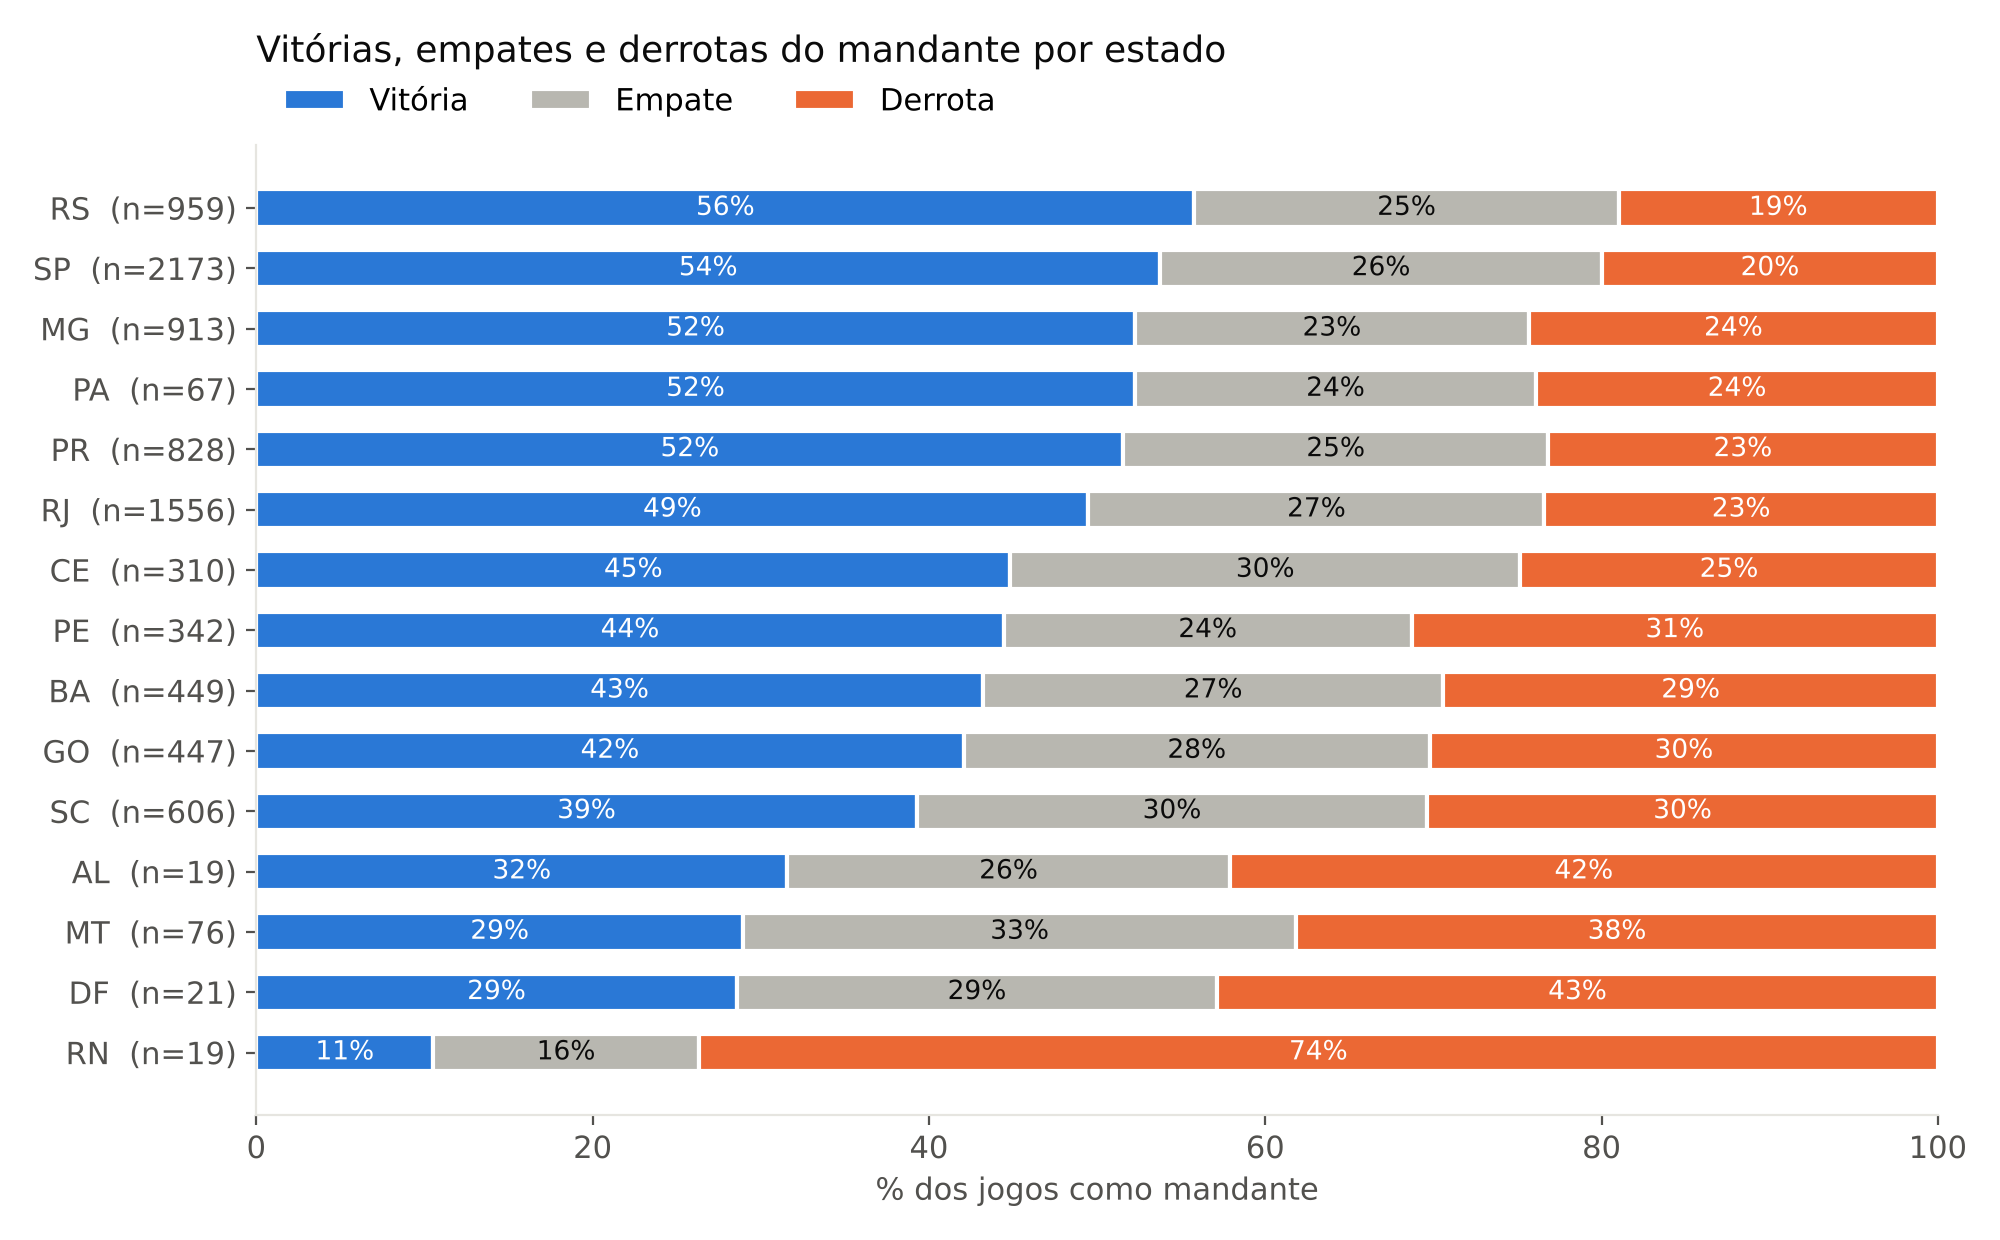 Vitórias, empates e derrotas do mandante por estado
Vitória Empate Derrota
RS (n=959) 56% 25% 19%
SP (n=2173) 54% 26% 20%
MG (n=913) 52% 23% 24%
PA (n=67) 52% 24% 24%
PR (n=828) 52% 25% 23%
RJ (n=1556) 49% 27% 23%
CE (n=310) 45% 30% 25%
PE (n=342) 44% 24% 31%
BA (n=449) 43% 27% 29%
GO (n=447) 42% 28% 30%
SC (n=606) 39% 30% 30%
AL (n=19) 32% 26% 42%
MT (n=76) 29% 33% 38%
DF (n=21) 29% 29% 43%
RN (n=19) 11% 16% 74%
0 20 40 60 80 100
% dos jogos como mandante